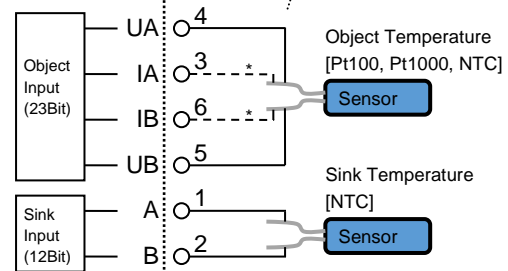 UA 4
Object Temperature
[Pt100, Pt1000, NTC]
Object
Input
(23Bit)
IA 3 *
Sensor
IB 6 *
UB 5
Sink Temperature
[NTC]
A 1
Sink
Input
(12Bit)
Sensor
B 2